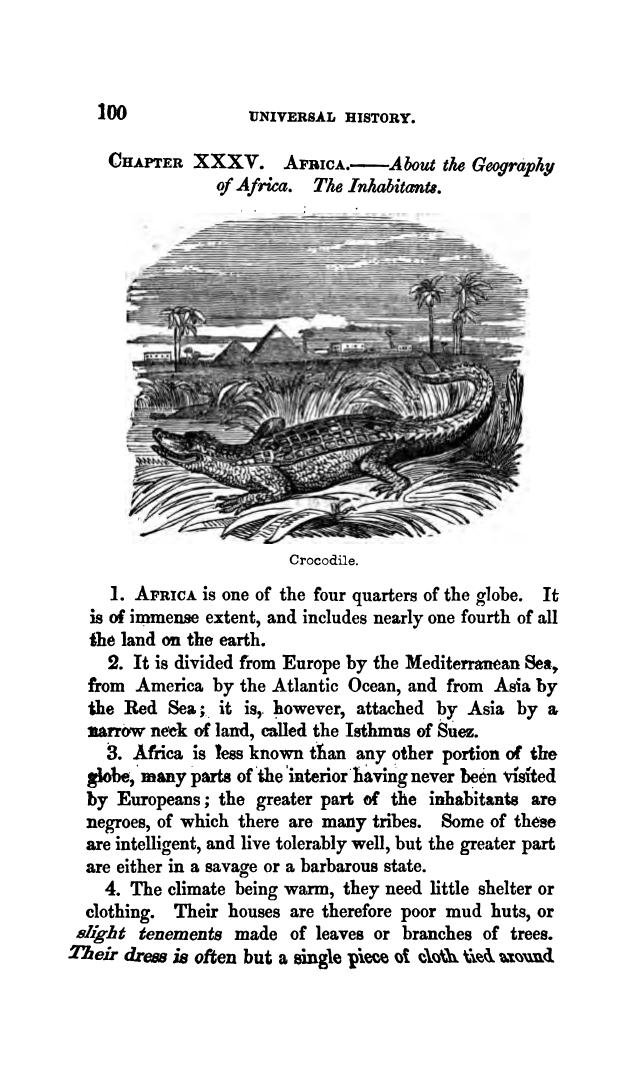 100 UNIVERSAL HISTORY.
CHAPTER XXXV. AFRICA.——About the Geography
of Africa. The Inhabitants.
Crocodile.
1. AFRICA is one of the four quarters of the globe. It
is of immense extent, and includes nearly one fourth of all
the land on the earth.
2. It is divided from Europe by the Mediterranean Sea,
from America by the Atlantic Ocean, and from Asia by
the Red Sea; it is, however, attached by Asia by a
narrow neck of land, called the Isthmus of Suez.
3. Africa is less known than any other portion of the
globe, many parts of the interior having never been visited
by Europeans; the greater part of the inhabitants are
negroes, of which there are many tribes. Some of these
are intelligent, and live tolerably well, but the greater part
are either in a savage or a barbarous state.
4. The climate being warm, they need little shelter or
clothing. Their houses are therefore poor mud huts, or
slight tenements made of leaves or branches of trees.
Their dress is often but a single piece of cloth tied around